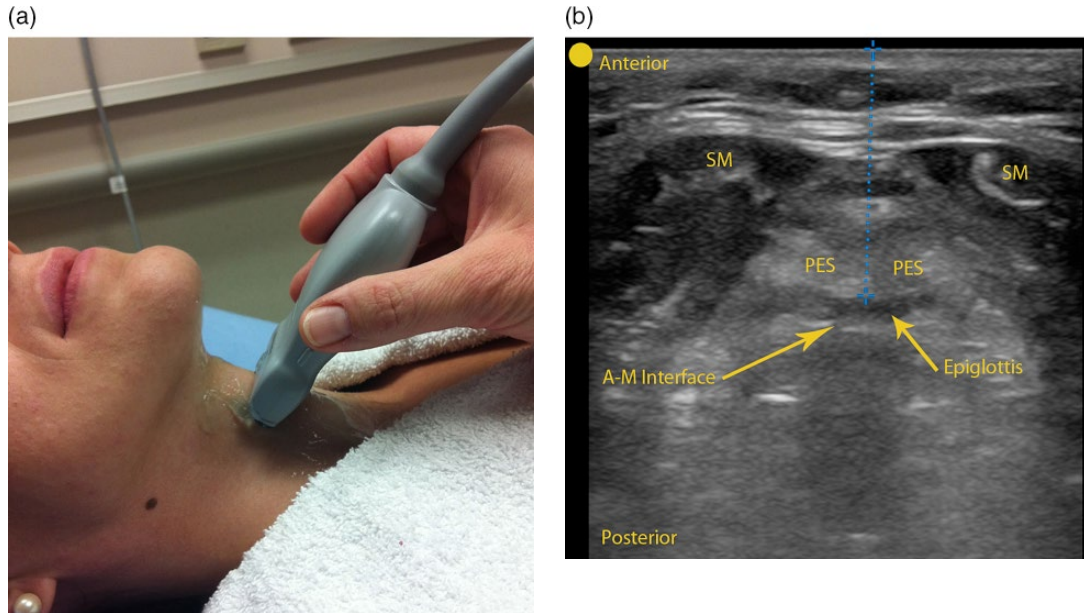 (a)
(b)
Anterior
SM
SM
PES
PES
A-M Interface
Epiglottis
Posterior